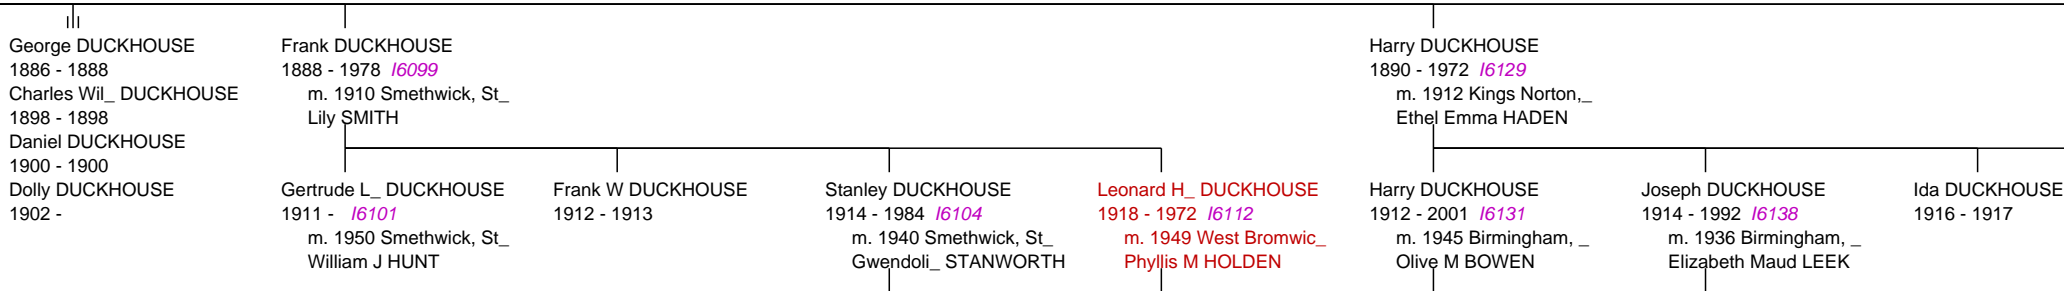 George DUCKHOUSE
1886 - 1888
Charles Wil_ DUCKHOUSE
1898 - 1898
Daniel DUCKHOUSE
1900 - 1900
Dolly DUCKHOUSE
1902 -
Frank DUCKHOUSE
1888 - 1978 I6099
m. 1910 Smethwick, St_
Lily SMITH
Harry DUCKHOUSE
1890 - 1972 I6129
m. 1912 Kings Norton,_
Ethel Emma HADEN
Gertrude L_ DUCKHOUSE
1911 - I6101
m. 1950 Smethwick, St_
William J HUNT
Frank W DUCKHOUSE
1912 - 1913
Stanley DUCKHOUSE
1914 - 1984 I6104
m. 1940 Smethwick, St_
Gwendoli_ STANWORTH
Leonard H_ DUCKHOUSE
1918 - 1972 I6112
m. 1949 West Bromwic_
Phyllis M HOLDEN
Harry DUCKHOUSE
1912 - 2001 I6131
m. 1945 Birmingham, _
Olive M BOWEN
Joseph DUCKHOUSE
1914 - 1992 I6138
m. 1936 Birmingham, _
Elizabeth Maud LEEK
Ida DUCKHOUSE
1916 - 1917